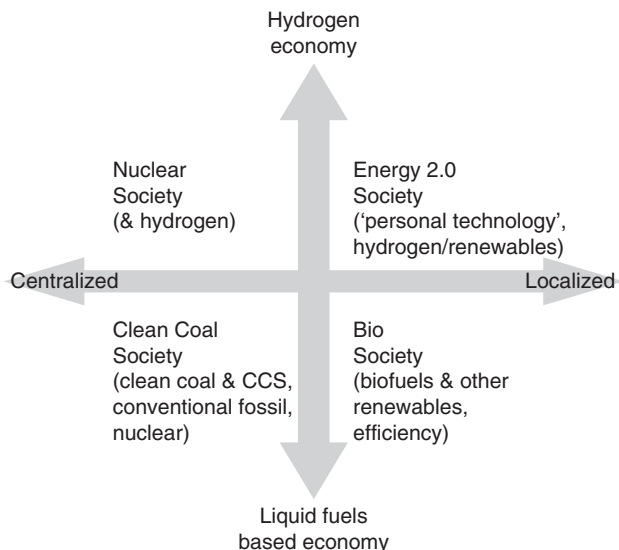 Hydrogen
economy
Nuclear
Society
(& hydrogen)
Energy 2.0
Society
(‘personal technology’,
hydrogen/renewables)
Centralized
Localized
Clean Coal
Society
(clean coal & CCS,
conventional fossil,
nuclear)
Bio
Society
(biofuels & other
renewables,
efficiency)
Liquid fuels
based economy